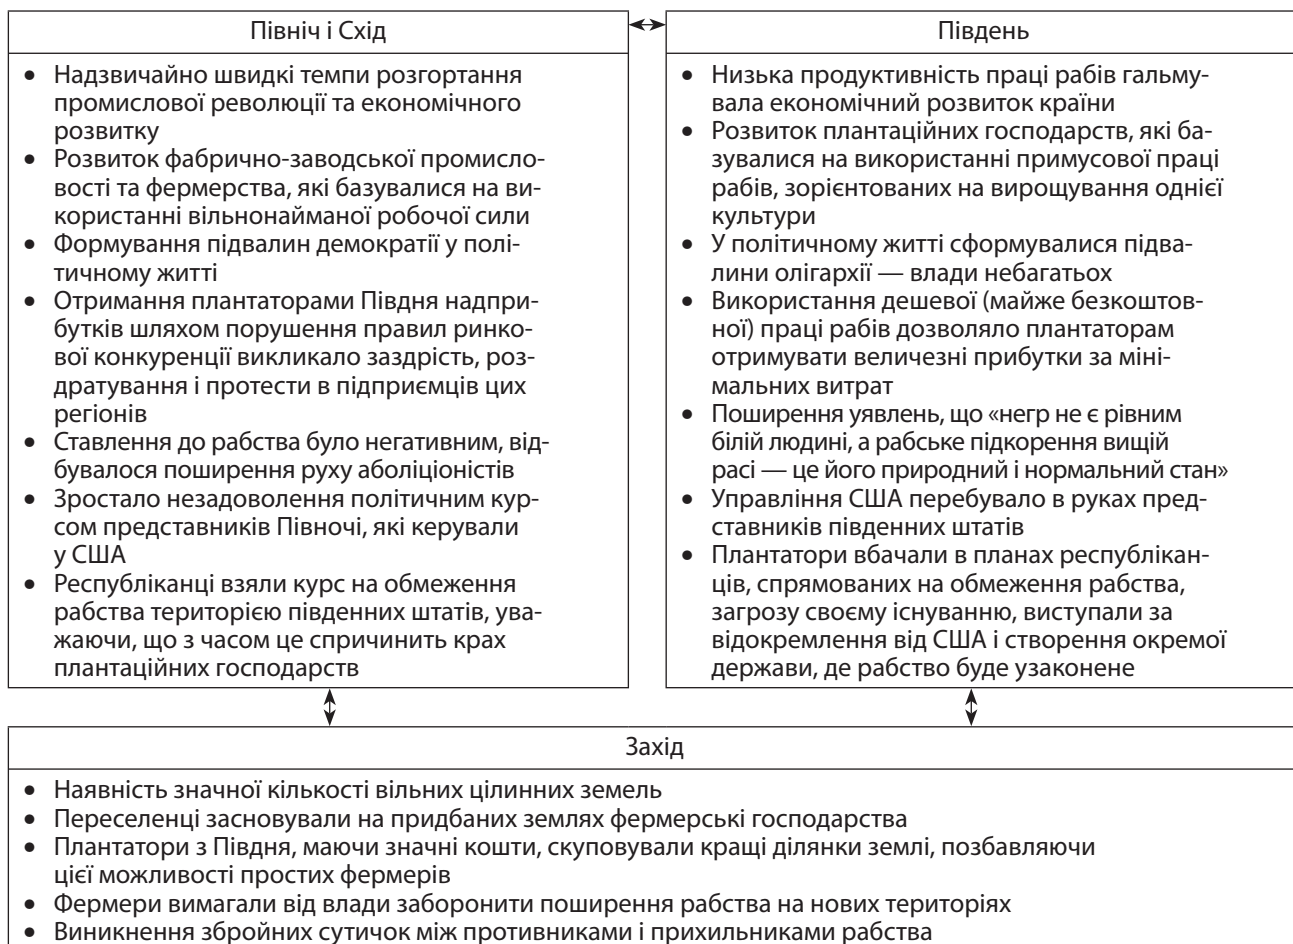 Північ і Схід
• Надзвичайно швидкі темпи розгортання
промислової революції та економічного
розвитку
• Розвиток фабрично-заводської промисло-
вості та фермерства, які базувалися на ви-
користанні вільнонайманої робочої сили
• Формування підвалин демократії у полі-
тичному житті
• Отримання плантаторами Півдня надпри-
бутків шляхом порушення правил ринко-
вої конкуренції викликало заздрість, роз-
дратування і протести в підприємців цих
регіонів
• Ставлення до рабства було негативним, від-
бувалося поширення руху аболіціоністів
• Зростало незадоволення політичним кур-
сом представників Півночі, які керували
у США
• Республіканці взяли курс на обмеження
рабства територією південних штатів, ува-
жаючи, що з часом це спричинить крах
плантаційних господарств
Південь
• Низька продуктивність праці рабів гальму-
вала економічний розвиток країни
• Розвиток плантаційних господарств, які ба-
зувалися на використанні примусової праці
рабів, зорієнтованих на вирощування однієї
культури
• У політичному житті сформувалися підва-
лини олігархії — влади небагатьох
• Використання дешевої (майже безкоштов-
ної) праці рабів дозволяло плантаторам
отримувати величезні прибутки за міні-
мальних витрат
• Поширення уявлень, що «негр не є рівним
білій людині, а рабське підкорення вищій
расі — це його природний і нормальний стан»
• Управління США перебувало в руках пред-
ставників південних штатів
• Плантатори вбачали в планах республікан-
ців, спрямованих на обмеження рабства,
загрозу своєму існуванню, виступали за
відокремлення від США і створення окремої
держави, де рабство буде узаконене
Захід
• Наявність значної кількості вільних цілинних земель
• Переселенці засновували на придбаних землях фермерські господарства
• Плантатори з Півдня, маючи значні кошти, скуповували кращі ділянки землі, позбавляючи
цієї можливості простих фермерів
• Фермери вимагали від влади заборонити поширення рабства на нових територіях
• Виникнення збройних сутичок між противниками і прихильниками рабства